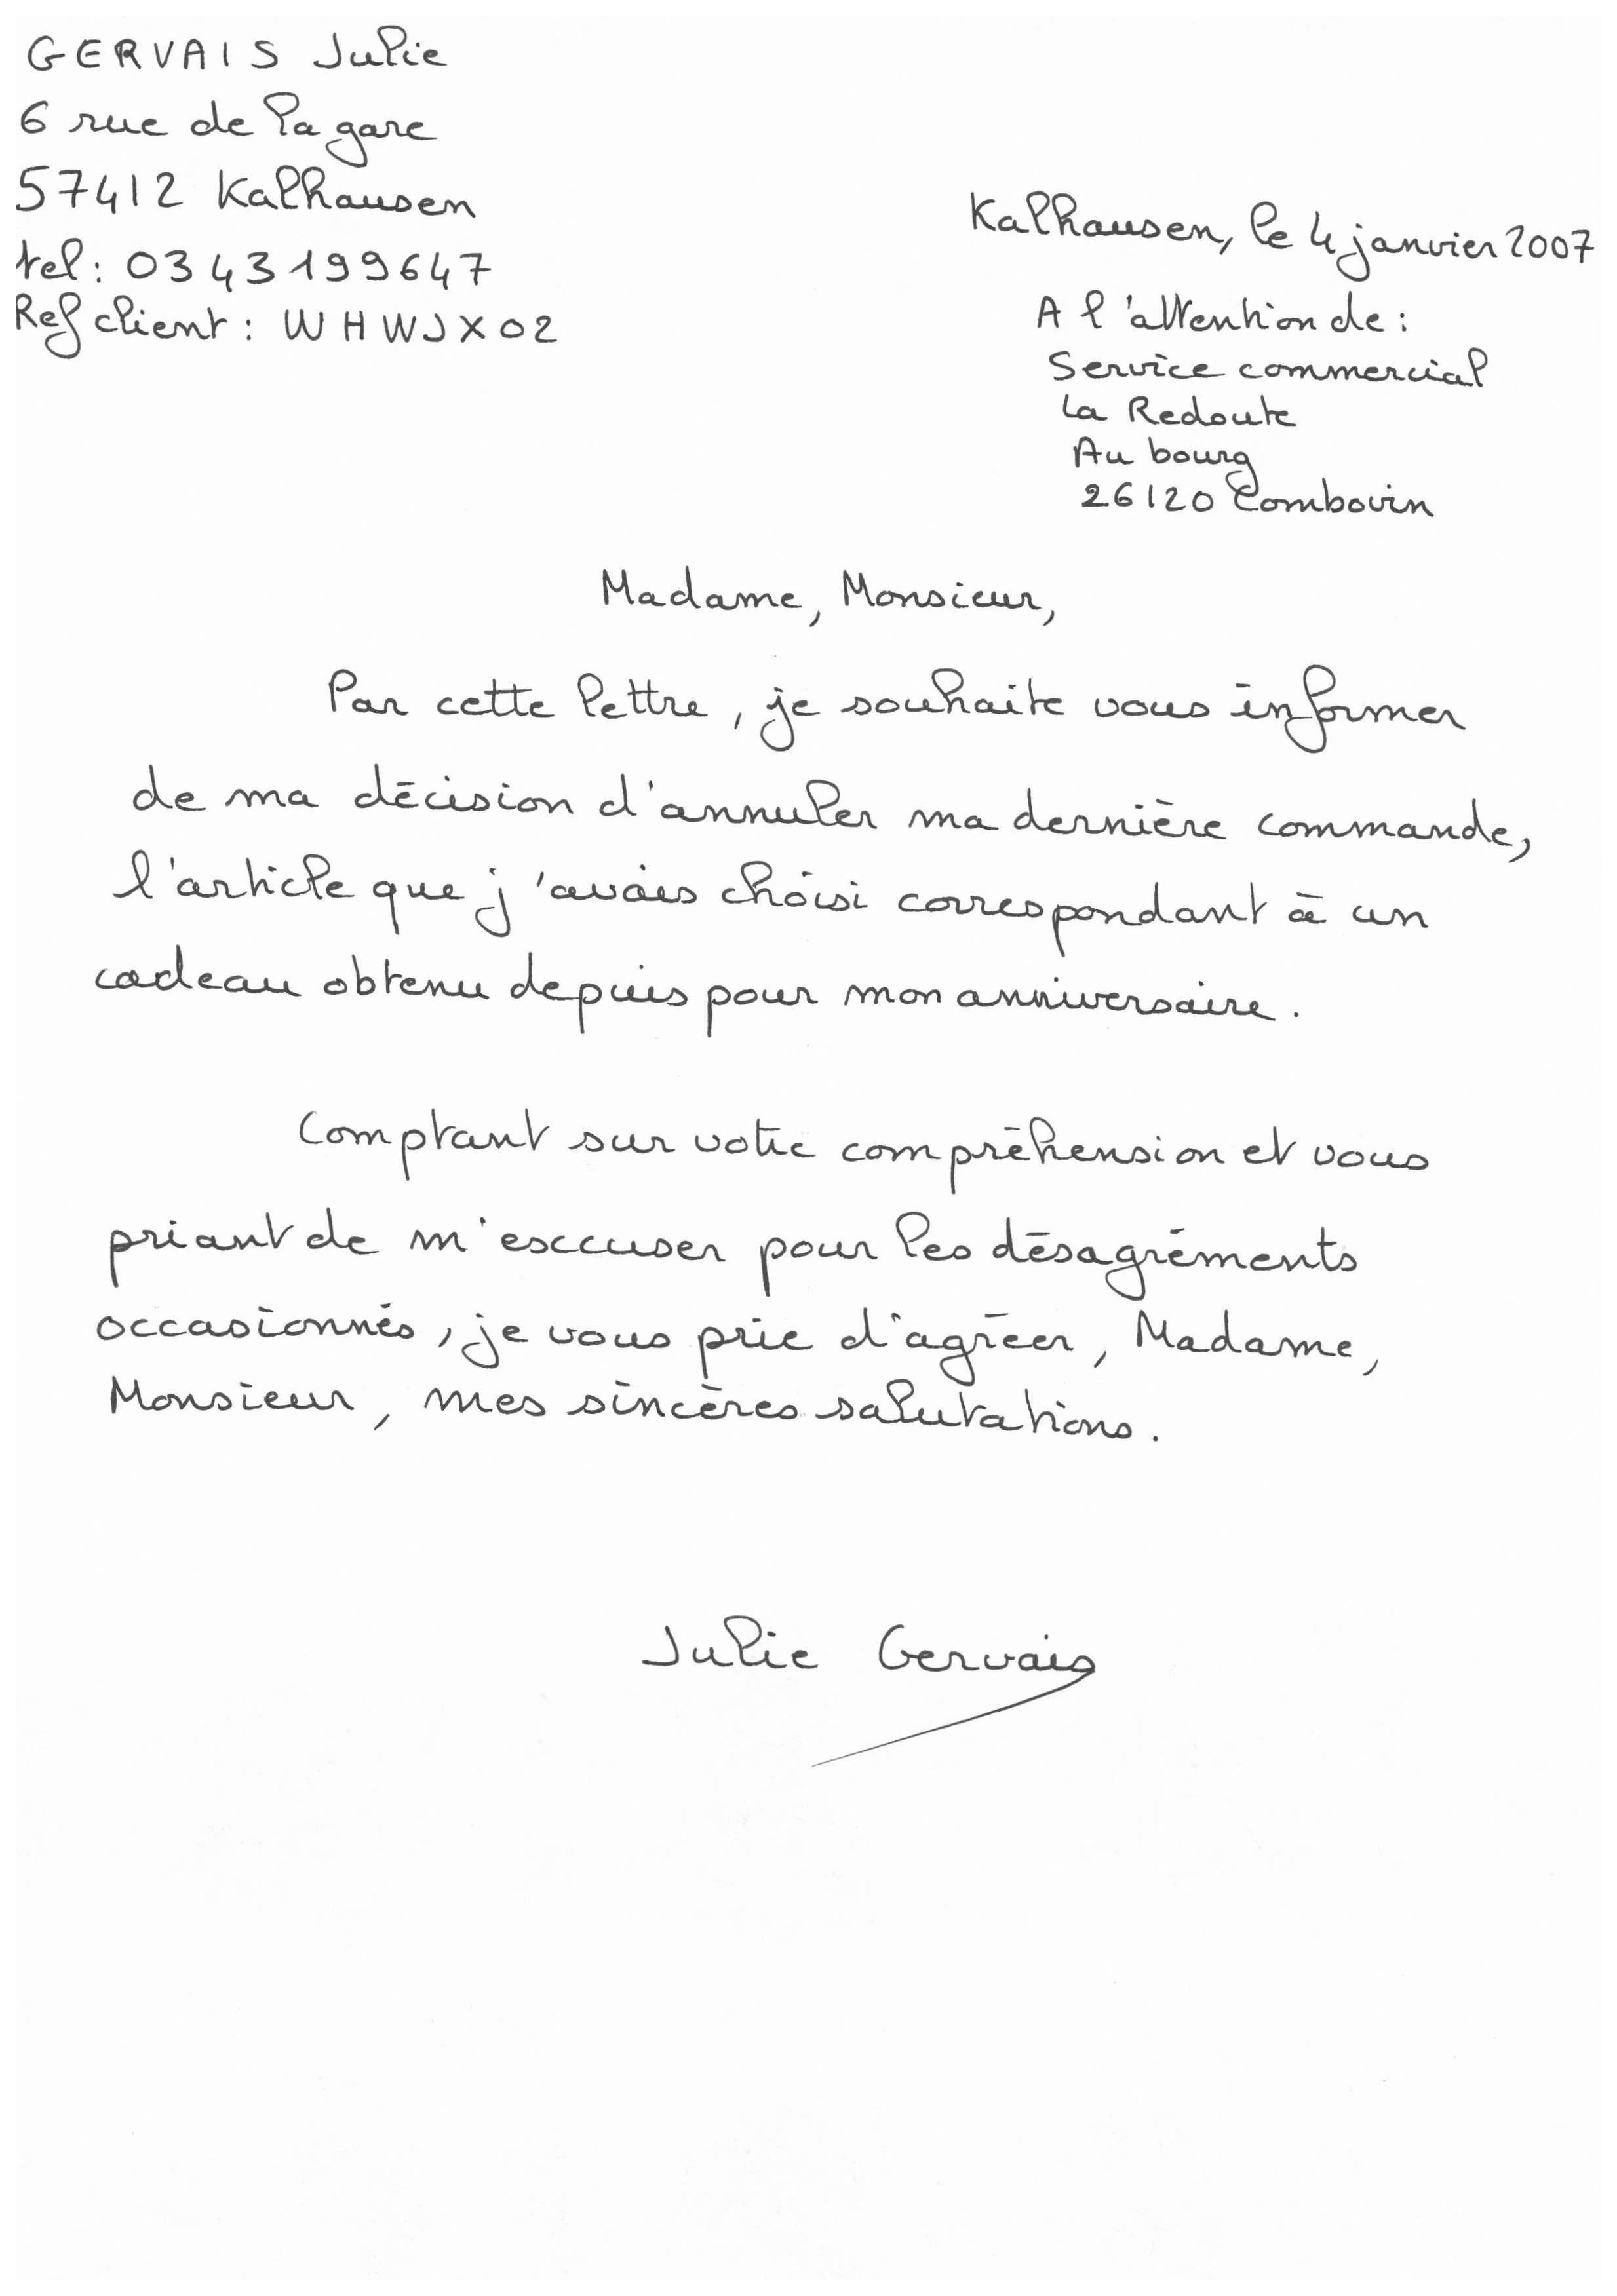 GERVAIS Julie
6 rue de la gare
57412 Kalhausen
tel: 0343199647
Ref client: WHWJX02
Kalhausen, le 4 janvier 2007
A l'attention de:
Service commercial
La Redoute
Au bourg
26120 Combovin
Madame, Monsieur,
Par cette lettre, je souhaite vous informer
de ma décision d'annuler ma dernière commande,
l'article que j'avais choisi correspondant à un
cadeau obtenu depuis pour mon anniversaire.
Comptant sur votre compréhension et vous
priant de m'esccuser pour les désagréments
occasionnés, je vous prie d'agréer, Madame,
Monsieur, mes sincères salutations.
Julie Gervais